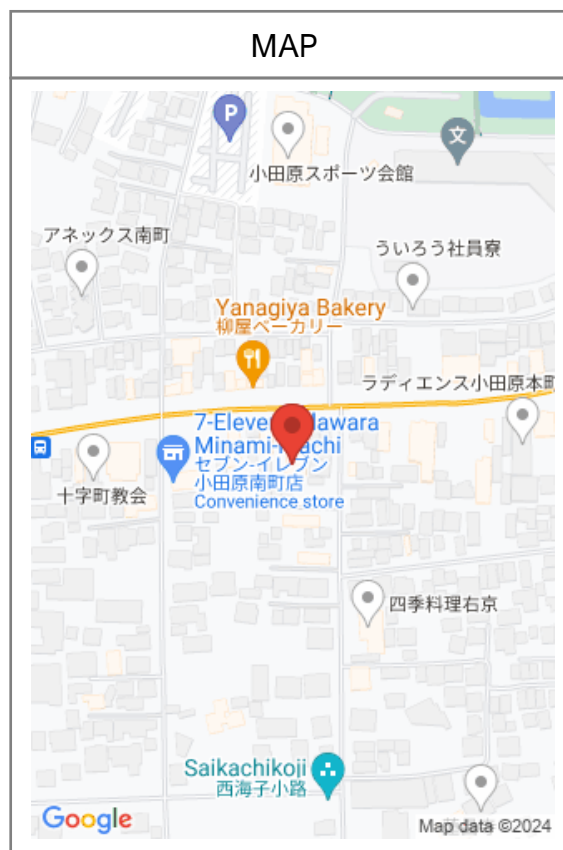 MAP
P
文
小田原スポーツ会館
アネックス南町
ういろう社員寮
Yanagiya Bakery
柳屋ベーカリー
ラディエンス小田原本町
7-Eleven
Minami-
セブン-イレブン
小田原南町店
Convenience store
十字町教会
四季料理右京
Saikachikoji
西海子小路
Google
Map data ©2024